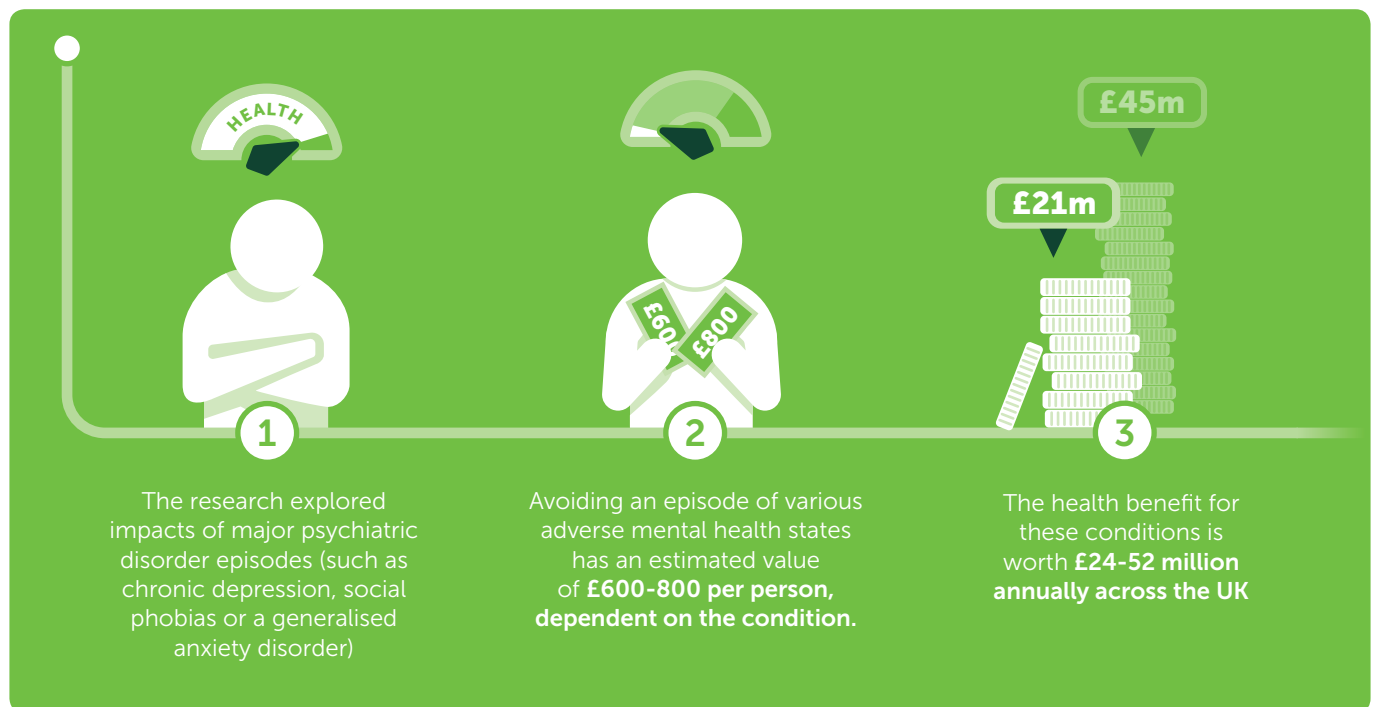 HEALTH
£45m
£21m
£800
1
2
3
The research explored
impacts of major psychiatric
disorder episodes (such as
chronic depression, social
phobias or a generalised
anxiety disorder)
Avoiding an episode of various
adverse mental health states
has an estimated value
of £600-800 per person,
dependent on the condition.
The health benefit for
these conditions is
worth £24-52 million
annually across the UK